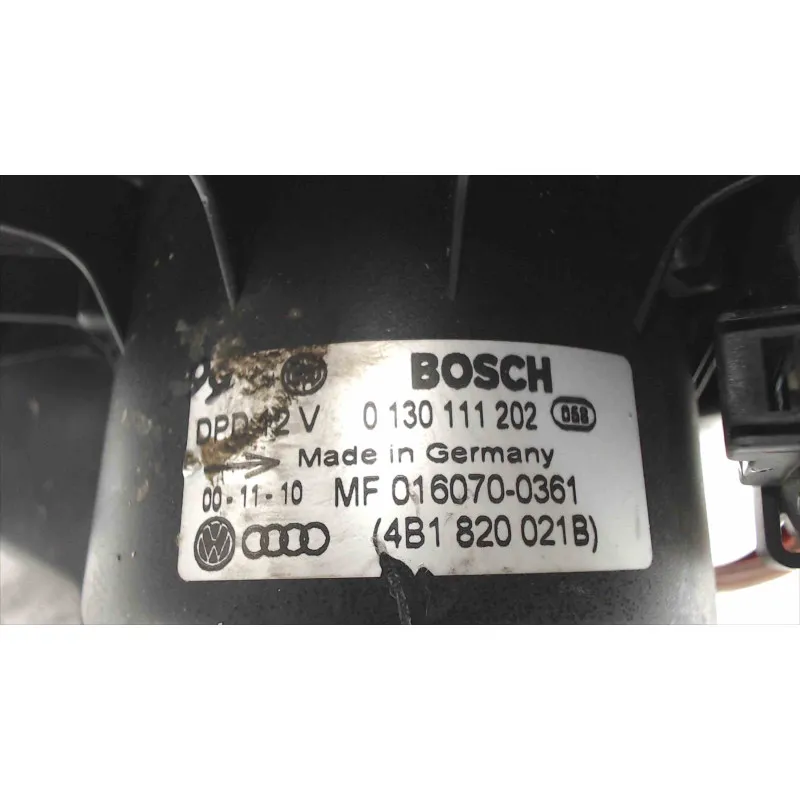 BOSCH
DPD 12 V 0 130 111 202 068
Made in Germany
00-11-10 MF 016070-0361
(4B1 820 021B)